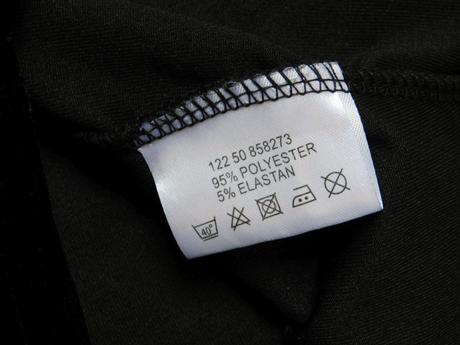 122 50 858273
95% POLYESTER
5% ELASTAN
40°